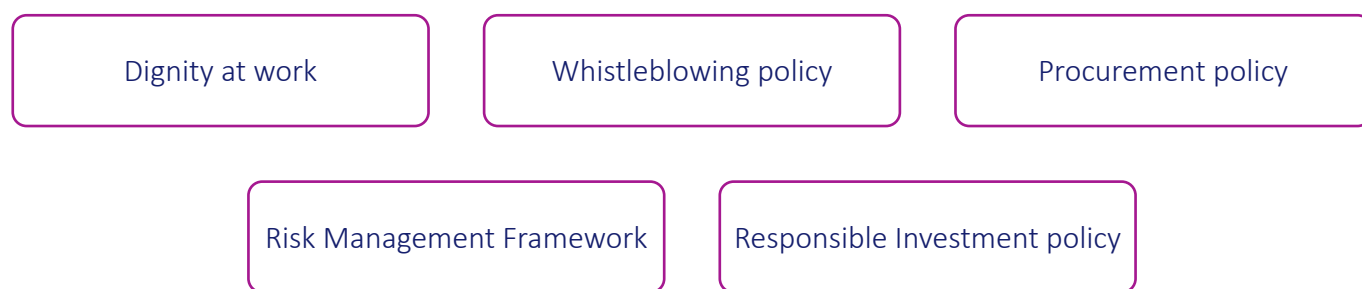 Dignity at work
Whistleblowing policy
Procurement policy
Risk Management Framework
Responsible Investment policy